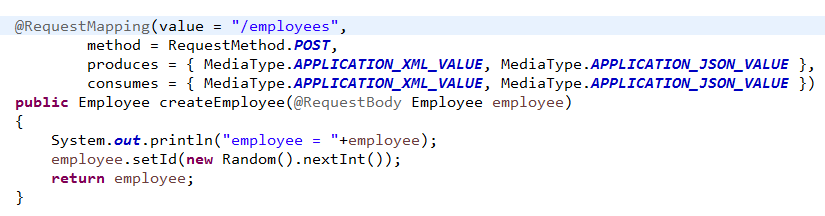 @RequestMapping(value = "/employees",
        method = RequestMethod.POST,
        produces = { MediaType.APPLICATION_XML_VALUE, MediaType.APPLICATION_JSON_VALUE },
        consumes = { MediaType.APPLICATION_XML_VALUE, MediaType.APPLICATION_JSON_VALUE })
public Employee createEmployee(@RequestBody Employee employee)
{
    System.out.println("employee = "+employee);
    employee.setId(new Random().nextInt());
    return employee;
}